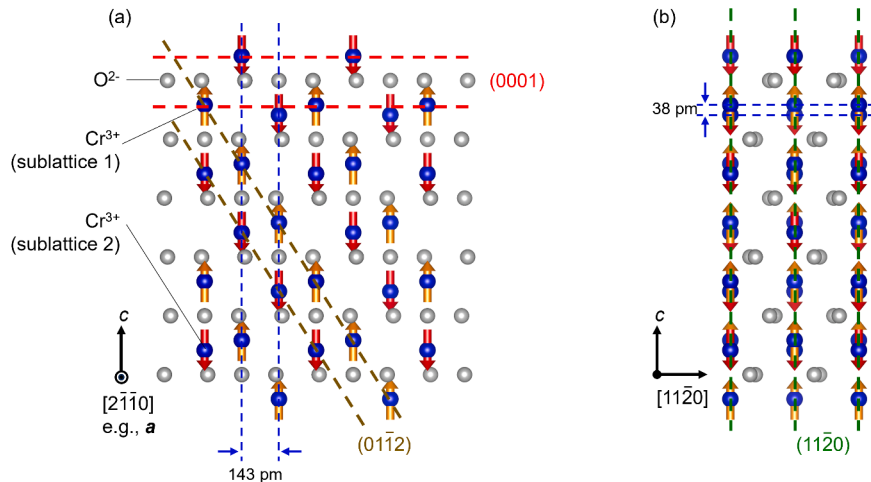 (a)
O²⁻
(0001)
Cr³⁺
(sublattice 1)
Cr³⁺
(sublattice 2)
c
[21̄1̄0]
e.g., a
(011̄2)
143 pm
(b)
38 pm
c
[112̄0]
(112̄0)